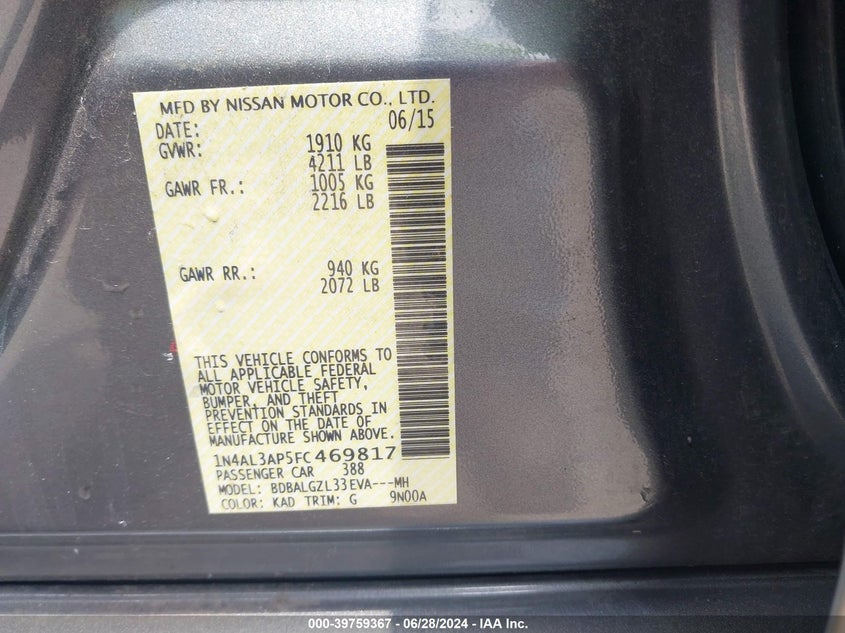 MFD BY NISSAN MOTOR CO., LTD.
DATE: 06/15
GVWR: 1910 KG
4211 LB
GAWR FR.: 1005 KG
2216 LB
GAWR RR.: 940 KG
2072 LB
THIS VEHICLE CONFORMS TO
ALL APPLICABLE FEDERAL
MOTOR VEHICLE SAFETY,
BUMPER, AND THEFT
PREVENTION STANDARDS IN
EFFECT ON THE DATE OF
MANUFACTURE SHOWN ABOVE.
1N4AL3AP5FC469817
PASSENGER CAR 388
MODEL: BDBALGZL33EVA---MH
COLOR: KAD TRIM: G 9N00A
000-39759367 - 06/28/2024 - IAA Inc.